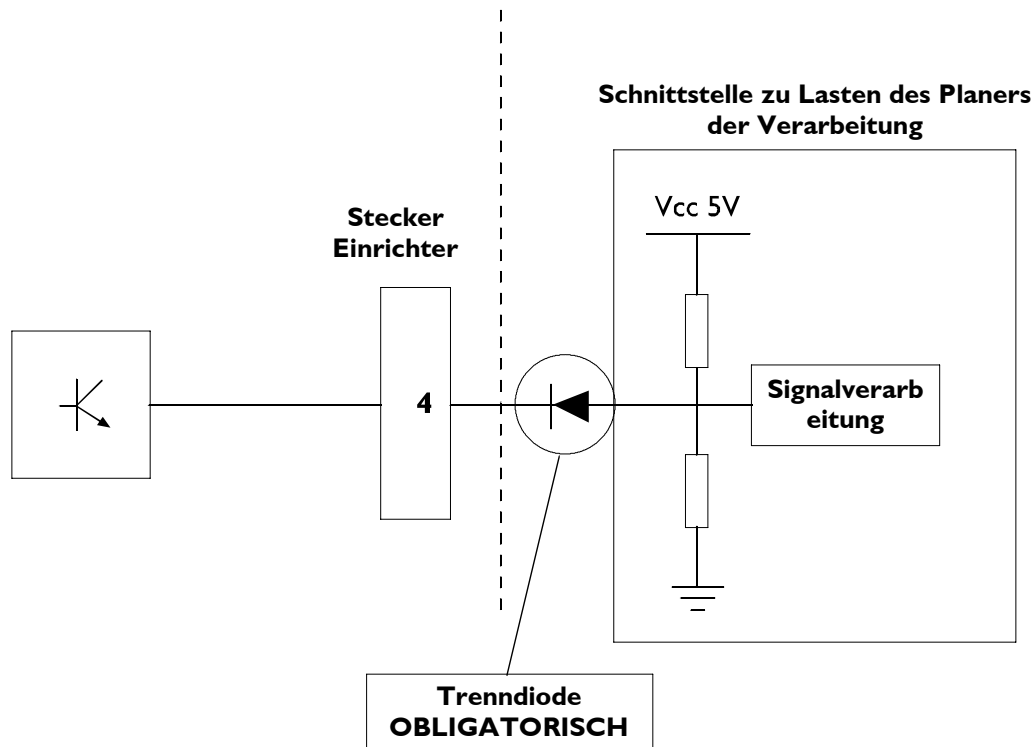 Schnittstelle zu Lasten des Planers
der Verarbeitung
Vcc 5V
Stecker
Einrichter
4
Signalverarb
eitung
Trenndiode
OBLIGATORISCH